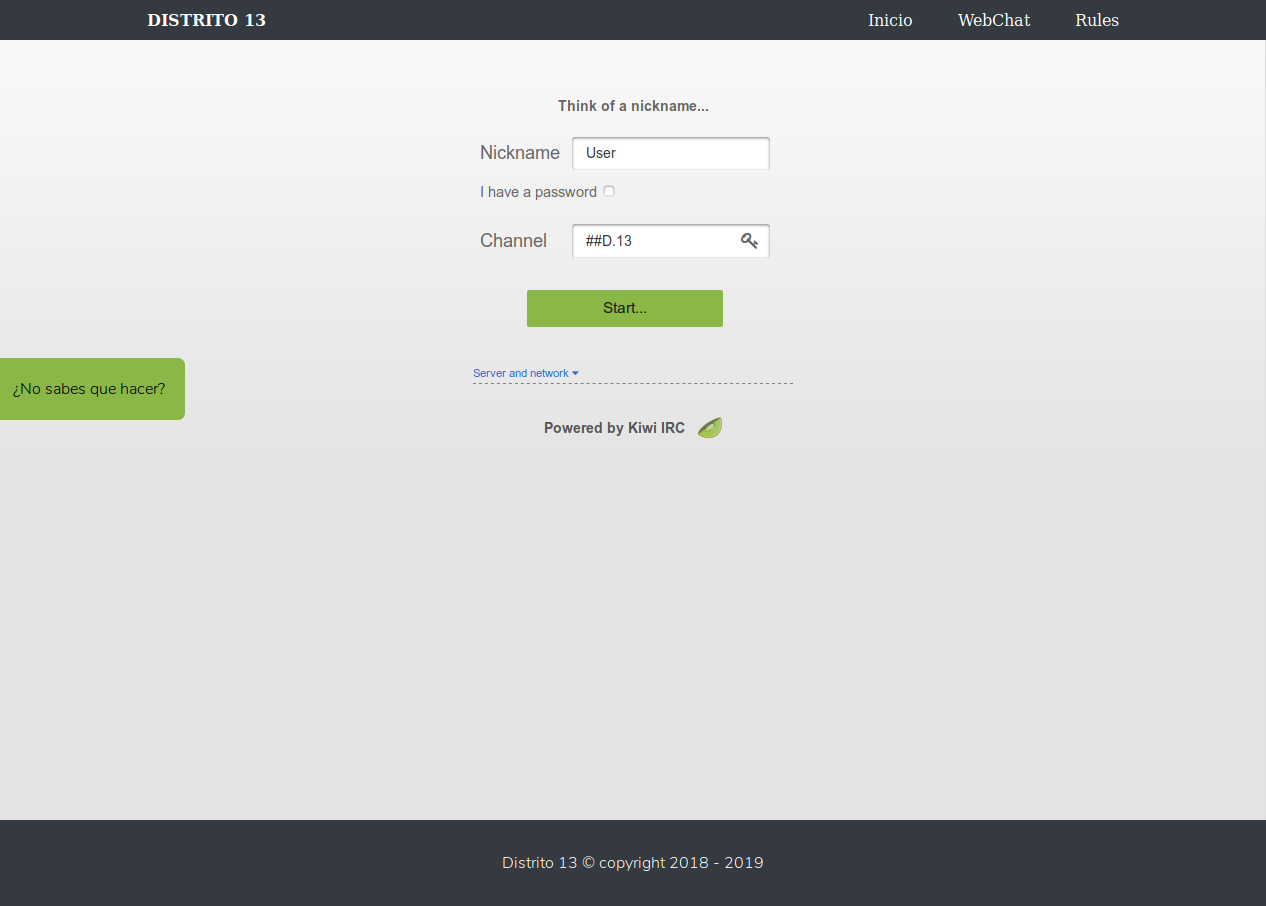 DISTRITO 13
Inicio WebChat Rules
Think of a nickname...
Nickname User
I have a password
Channel ##D.13
Start...
¿No sabes que hacer?
Server and network
Powered by Kiwi IRC
Distrito 13 © copyright 2018 - 2019